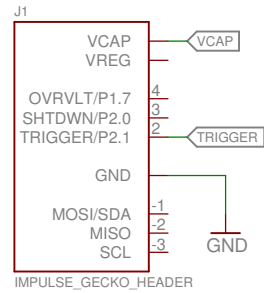 J1
VCAP VCAP
VREG
OVRVLT/P1.7 4
SHTDWN/P2.0 3
TRIGGER/P2.1 2 TRIGGER
GND
MOSI/SDA -1
MISO -2
SCL -3
GND
IMPULSE_GECKO_HEADER